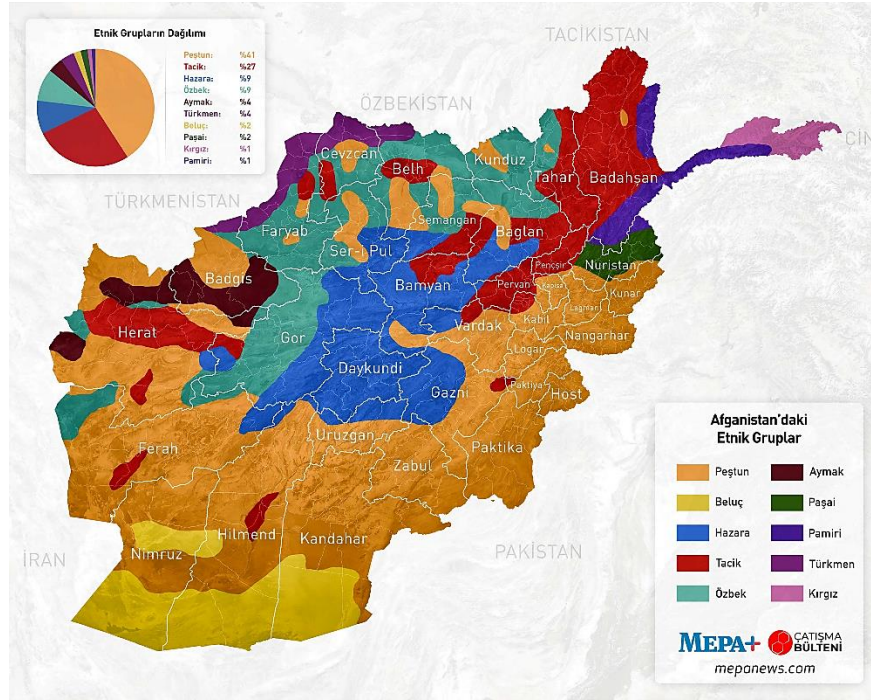 Etnik Grupların Dağılımı
Peştun: %41
Tacik: %27
Hazara: %9
Özbek: %9
Aymak: %4
Türkmen: %4
Beluç: %2
Paşai: %2
Kırgız: %1
Pamiri: %1
TACİKİSTAN
ÖZBEKİSTAN
ÇİN
TÜRKMENİSTAN
İRAN
PAKİSTAN
Cevzcan
Belh
Kunduz
Tahar
Badahşan
Faryab
Ser-i Pul
Semangan
Baglan
Badgis
Bamyan
Pençşir
Nuristan
Pervan
Kapisa
Kunar
Lagman
Herat
Gor
Vardak
Kabil
Nangarhar
Logar
Daykundi
Gazni
Paktiya
Host
Uruzgan
Paktika
Ferah
Zabul
Nimruz
Hilmend
Kandahar
Afganistan'daki
Etnik Gruplar
Peştun
Aymak
Beluç
Paşai
Hazara
Pamiri
Tacik
Türkmen
Özbek
Kırgız
MEPA+
ÇATIŞMA
BÜLTENİ
mepanews.com